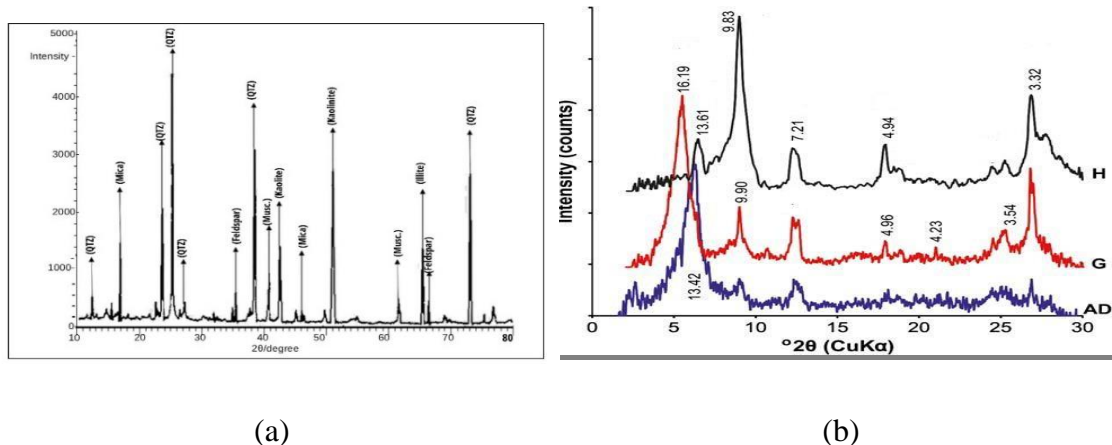 5000
Intensity -
4000
3000
2000
1000
0
10
20
30
40
50
60
70
80
2θ/degree
(QTZ)
(Mica)
(QTZ)
(QTZ)
(QTZ)
(Feldspar)
(QTZ)
(Musc.)
(Kaolite)
(Mica)
(Kaolinite)
(Musc.)
(Illite)
(Feldspar)
(QTZ)
(a)
Intensity (counts)
16.19
13.61
9.83
7.21
4.94
3.32
H
9.90
4.96
4.23
3.54
G
13.42
AD
0
5
10
15
20
25
30
°2θ (CuKα)
(b)